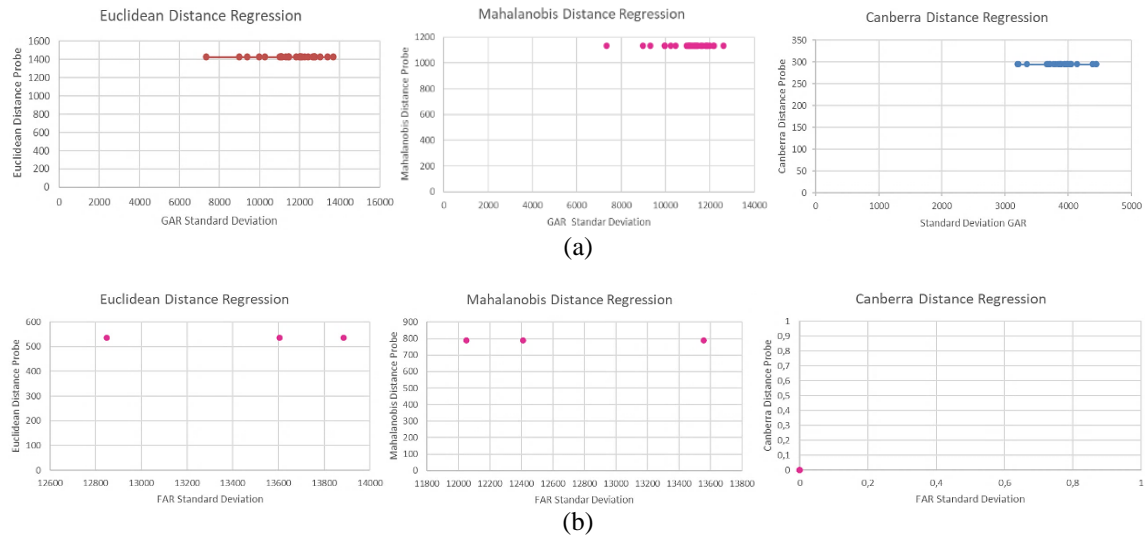 Euclidean Distance Regression
Euclidean Distance Probe
1600
1400
1200
1000
800
600
400
200
0
0 2000 4000 6000 8000 10000 12000 14000 16000
GAR Standard Deviation
Mahalanobis Distance Regression
Mahalanobis Distance Probe
1200
1000
800
600
400
200
0
0 2000 4000 6000 8000 10000 12000 14000
GAR Standar Deviation
Canberra Distance Regression
Canberra Distance Probe
350
300
250
200
150
100
50
0
0 1000 2000 3000 4000 5000
Standard Deviation GAR
(a)
Euclidean Distance Regression
Euclidean Distance Probe
600
500
400
300
200
100
0
12600 12800 13000 13200 13400 13600 13800 14000
FAR Standard Deviation
Mahalanobis Distance Regression
Mahalanobis Distance Probe
900
800
700
600
500
400
300
200
100
0
11800 12000 12200 12400 12600 12800 13000 13200 13400 13600 13800
FAR Standar Deviation
Canberra Distance Regression
Canberra Distance Probe
1
0,9
0,8
0,7
0,6
0,5
0,4
0,3
0,2
0,1
0
0 0,2 0,4 0,6 0,8 1
FAR Standard Deviation
(b)